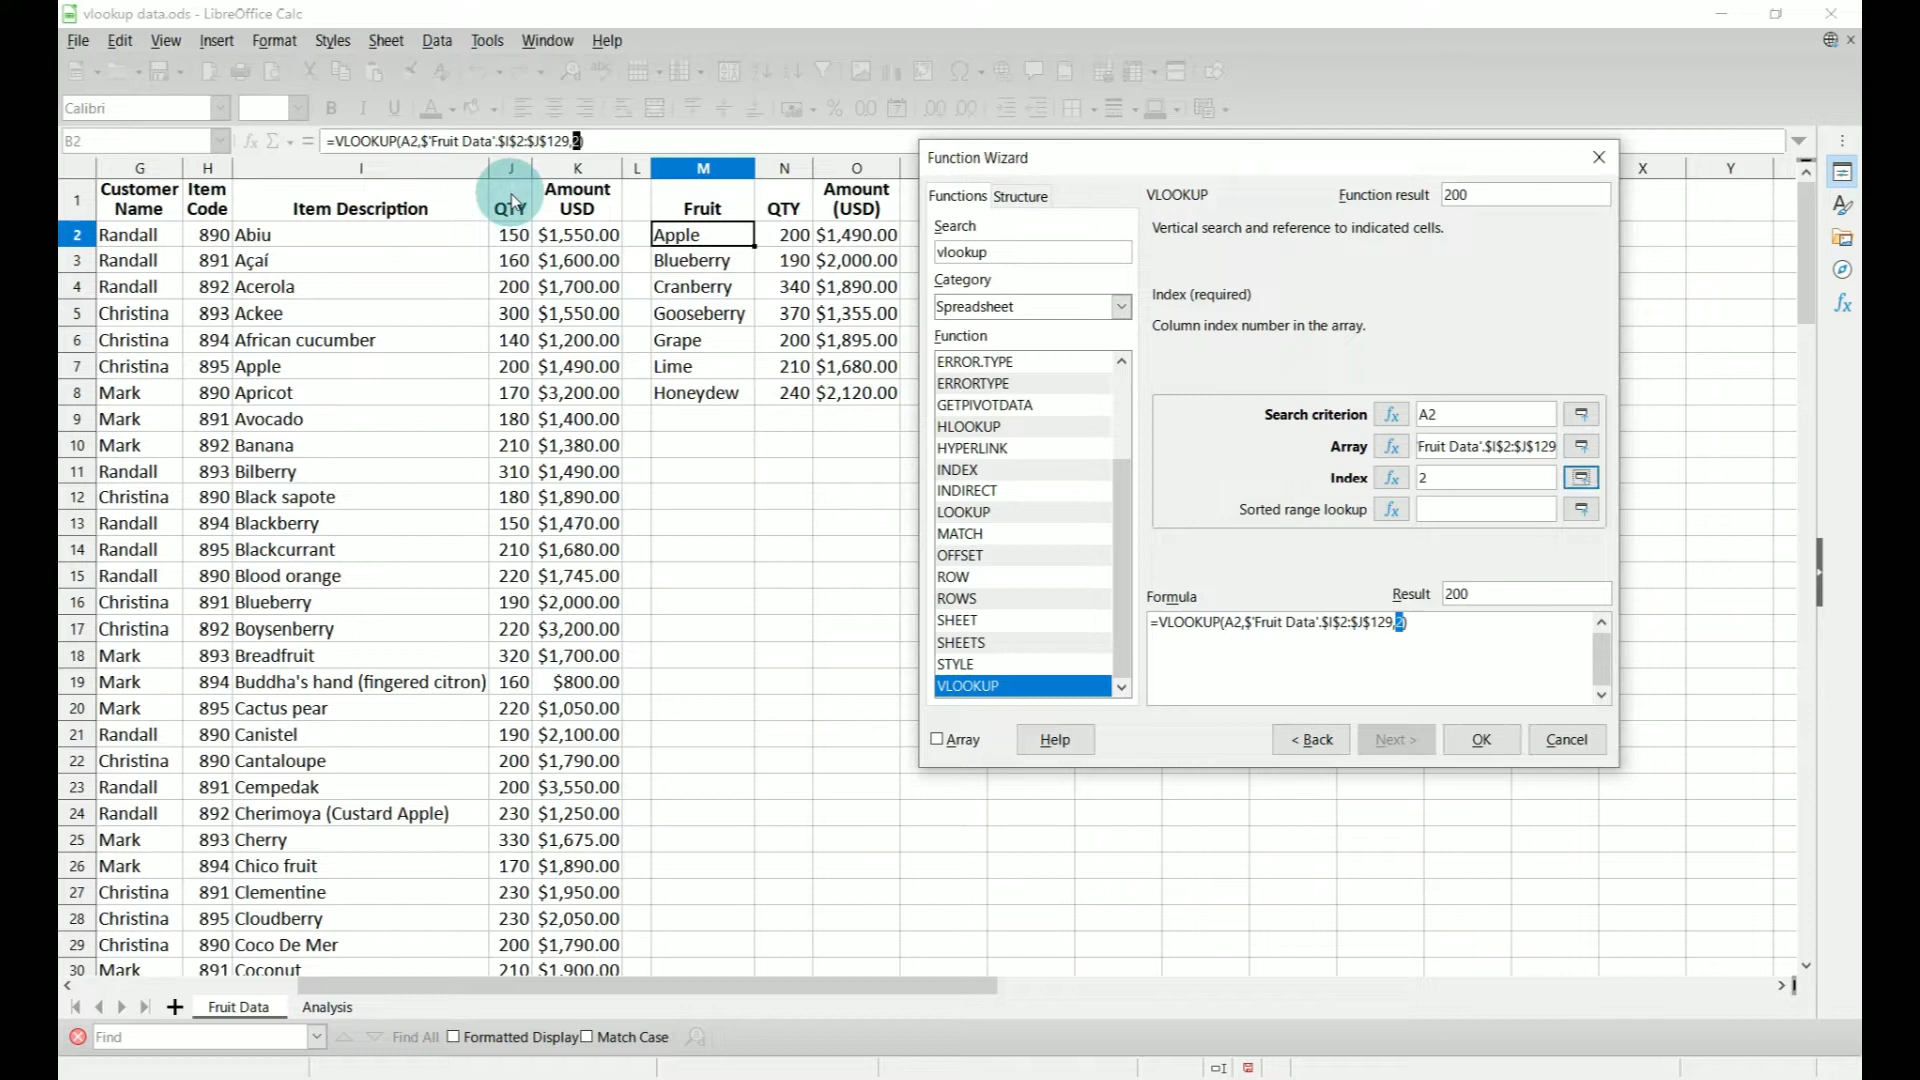 vlookup data.ods - LibreOffice Calc
File Edit View Insert Format Styles Sheet Data Tools Window Help
Calibri
B2 =VLOOKUP(A2,$'Fruit Data'.$I$2:$J$129,2)
G H I J K L M N O X Y
1 Customer Name Item Code Item Description QTY Amount USD Fruit QTY Amount (USD)
2 Randall 890 Abiu 150 $1,550.00 Apple 200 $1,490.00
3 Randall 891 Açaí 160 $1,600.00 Blueberry 190 $2,000.00
4 Randall 892 Acerola 200 $1,700.00 Cranberry 340 $1,890.00
5 Christina 893 Ackee 300 $1,550.00 Gooseberry 370 $1,355.00
6 Christina 894 African cucumber 140 $1,200.00 Grape 200 $1,895.00
7 Christina 895 Apple 200 $1,490.00 Lime 210 $1,680.00
8 Mark 890 Apricot 170 $3,200.00 Honeydew 240 $2,120.00
9 Mark 891 Avocado 180 $1,400.00
10 Mark 892 Banana 210 $1,380.00
11 Randall 893 Bilberry 310 $1,490.00
12 Christina 890 Black sapote 180 $1,890.00
13 Randall 894 Blackberry 150 $1,470.00
14 Randall 895 Blackcurrant 210 $1,680.00
15 Randall 890 Blood orange 220 $1,745.00
16 Christina 891 Blueberry 190 $2,000.00
17 Christina 892 Boysenberry 220 $3,200.00
18 Mark 893 Breadfruit 320 $1,700.00
19 Mark 894 Buddha's hand (fingered citron) 160 $800.00
20 Mark 895 Cactus pear 220 $1,050.00
21 Randall 890 Canistel 190 $2,100.00
22 Christina 890 Cantaloupe 200 $1,790.00
23 Randall 891 Cempedak 200 $3,550.00
24 Randall 892 Cherimoya (Custard Apple) 230 $1,250.00
25 Mark 893 Cherry 330 $1,675.00
26 Mark 894 Chico fruit 170 $1,890.00
27 Christina 891 Clementine 230 $1,950.00
28 Christina 895 Cloudberry 230 $2,050.00
29 Christina 890 Coco De Mer 200 $1,790.00
30 Mark 891 Coconut 210 $1,900.00
Function Wizard
Functions Structure
Search
vlookup
Category
Spreadsheet
Function
ERROR.TYPE
ERRORTYPE
GETPIVOTDATA
HLOOKUP
HYPERLINK
INDEX
INDIRECT
LOOKUP
MATCH
OFFSET
ROW
ROWS
SHEET
SHEETS
STYLE
VLOOKUP
VLOOKUP Function result 200
Vertical search and reference to indicated cells.
Index (required)
Column index number in the array.
Search criterion fx A2
Array fx 'Fruit Data'.$I$2:$J$129
Index fx 2
Sorted range lookup fx
Formula Result 200
=VLOOKUP(A2,$'Fruit Data'.$I$2:$J$129,2)
Array Help < Back Next > OK Cancel
Fruit Data Analysis
Find Find All Formatted Display Match Case